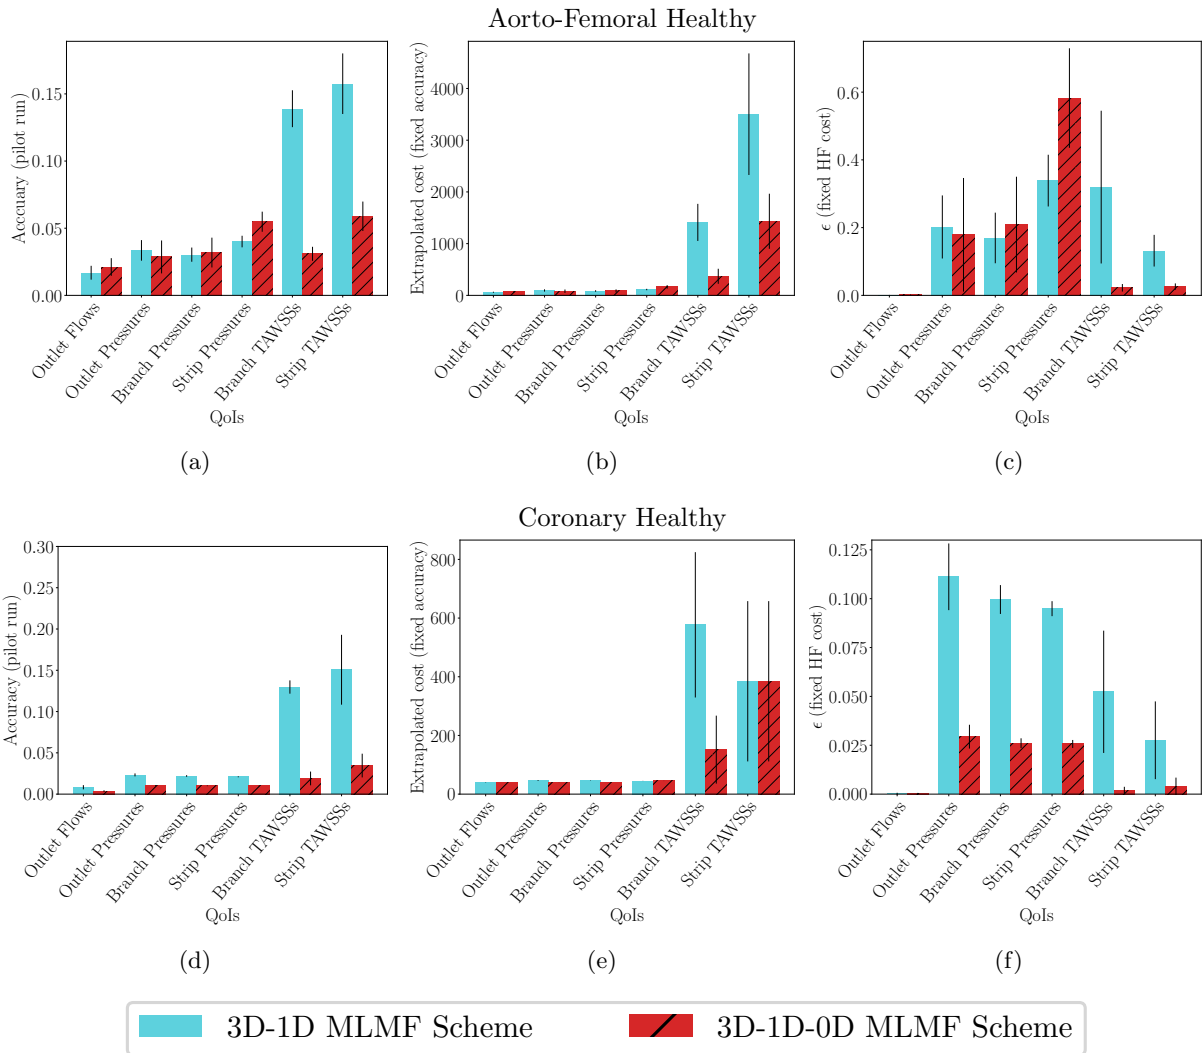 Aorto-Femoral Healthy
Acccuary (pilot run)
0.15
0.10
0.05
0.00
Outlet Flows
Outlet Pressures
Branch Pressures
Strip Pressures
Branch TAWSSs
Strip TAWSSs
QoIs
(a)
Extrapolated cost (fixed accuracy)
4000
3000
2000
1000
0
Outlet Flows
Outlet Pressures
Branch Pressures
Strip Pressures
Branch TAWSSs
Strip TAWSSs
QoIs
(b)
ϵ (fixed HF cost)
0.6
0.4
0.2
0.0
Outlet Flows
Outlet Pressures
Branch Pressures
Strip Pressures
Branch TAWSSs
Strip TAWSSs
QoIs
(c)
Coronary Healthy
Accuracy (pilot run)
0.30
0.25
0.20
0.15
0.10
0.05
0.00
Outlet Flows
Outlet Pressures
Branch Pressures
Strip Pressures
Branch TAWSSs
Strip TAWSSs
QoIs
(d)
Extrapolated cost (fixed accuracy)
800
600
400
200
0
Outlet Flows
Outlet Pressures
Branch Pressures
Strip Pressures
Branch TAWSSs
Strip TAWSSs
QoIs
(e)
ϵ (fixed HF cost)
0.125
0.100
0.075
0.050
0.025
0.000
Outlet Flows
Outlet Pressures
Branch Pressures
Strip Pressures
Branch TAWSSs
Strip TAWSSs
QoIs
(f)
3D-1D MLMF Scheme
3D-1D-0D MLMF Scheme